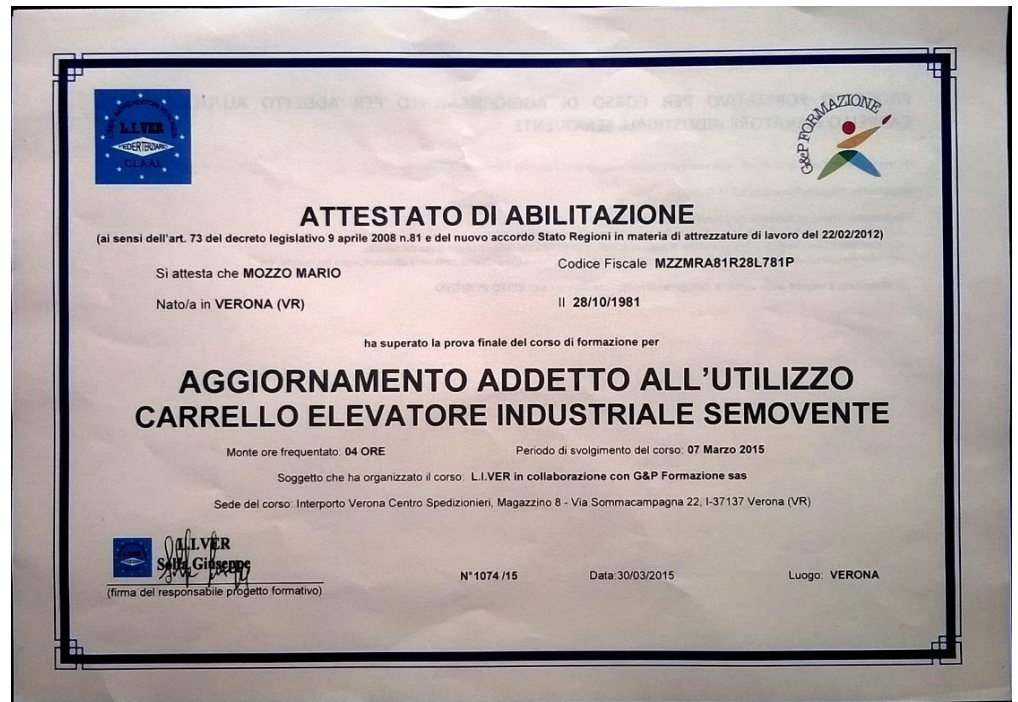 L.I.VER
FEDERTERZIARIO
C.L.A.A.I.
G&P FORMAZIONE
ATTESTATO DI ABILITAZIONE
(ai sensi dell'art. 73 del decreto legislativo 9 aprile 2008 n.81 e del nuovo accordo Stato Regioni in materia di attrezzature di lavoro del 22/02/2012)
Si attesta che MOZZO MARIO
Codice Fiscale MZZMRA81R28L781P
Nato/a in VERONA (VR)
Il 28/10/1981
ha superato la prova finale del corso di formazione per
AGGIORNAMENTO ADDETTO ALL'UTILIZZO
CARRELLO ELEVATORE INDUSTRIALE SEMOVENTE
Monte ore frequentato: 04 ORE
Periodo di svolgimento del corso: 07 Marzo 2015
Soggetto che ha organizzato il corso: L.I.VER in collaborazione con G&P Formazione sas
Sede del corso: Interporto Verona Centro Spedizionieri, Magazzino 8 - Via Sommacampagna 22, I-37137 Verona (VR)
L.I.VER
Solfa Giuseppe
(firma del responsabile progetto formativo)
N°1074 /15
Data:30/03/2015
Luogo: VERONA